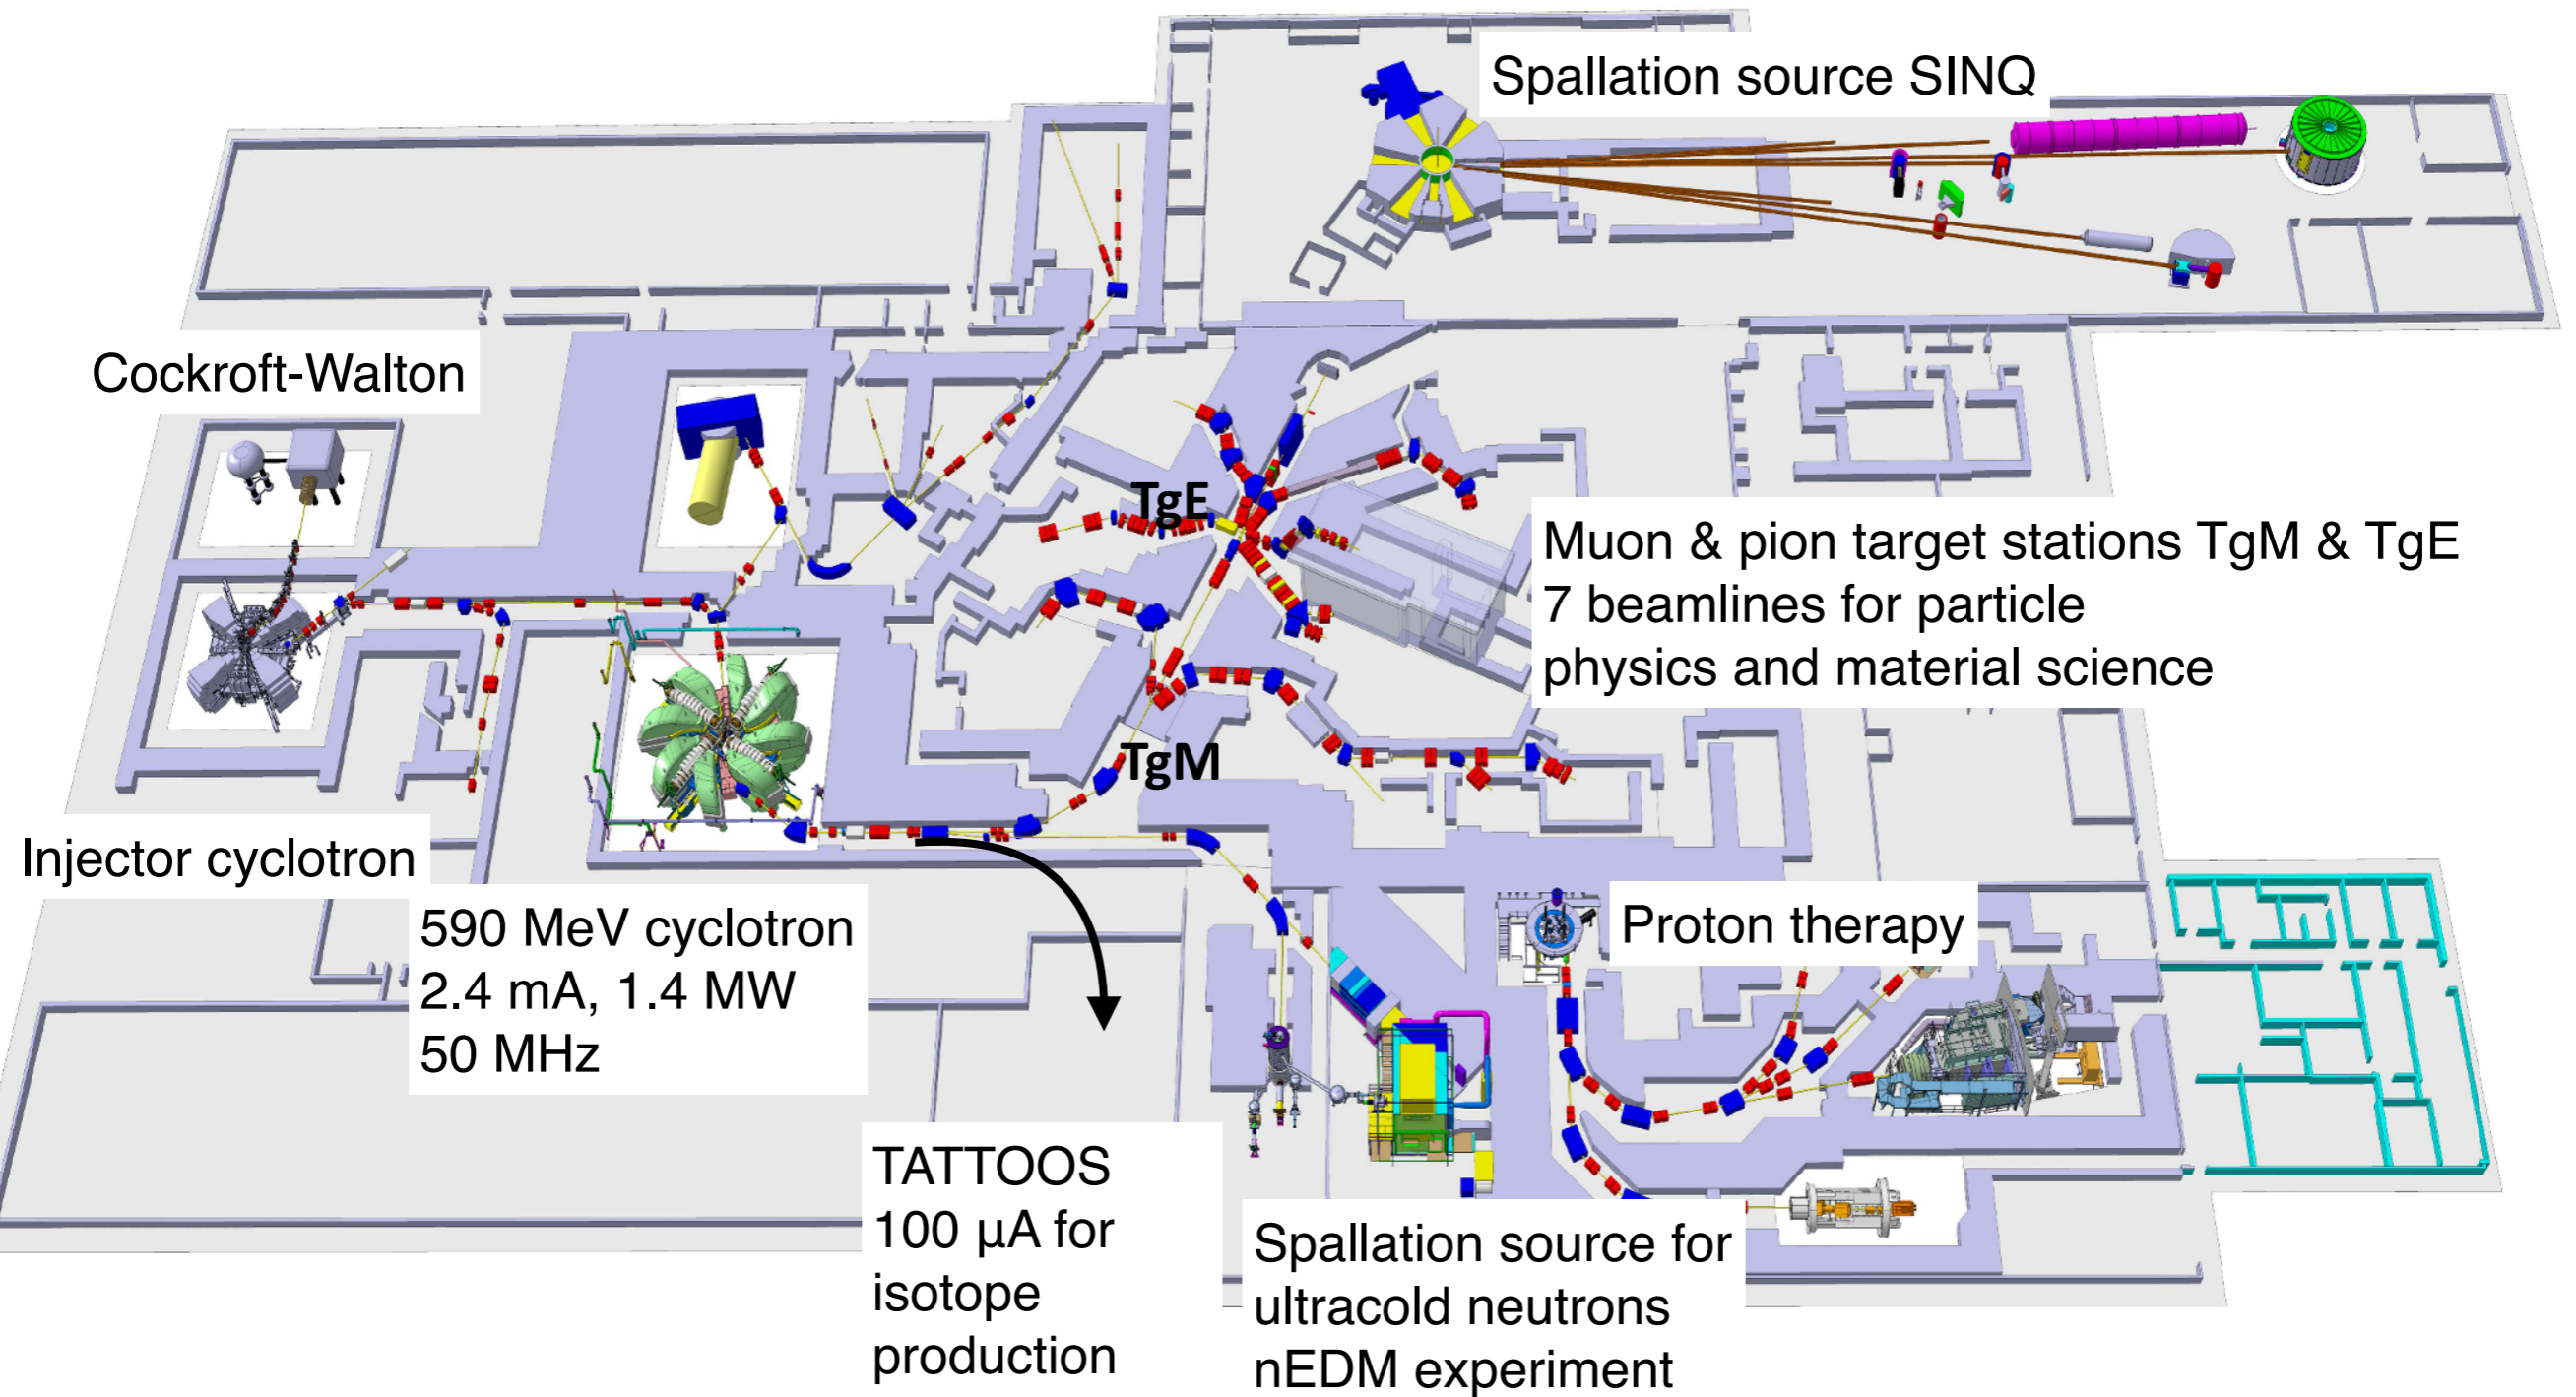 Spallation source SINQ
Cockroft-Walton
TgE
Muon & pion target stations TgM & TgE
7 beamlines for particle
physics and material science
TgM
Injector cyclotron
590 MeV cyclotron
2.4 mA, 1.4 MW
50 MHz
Proton therapy
TATTOOS
100 μA for
isotope
production
Spallation source for
ultracold neutrons
nEDM experiment